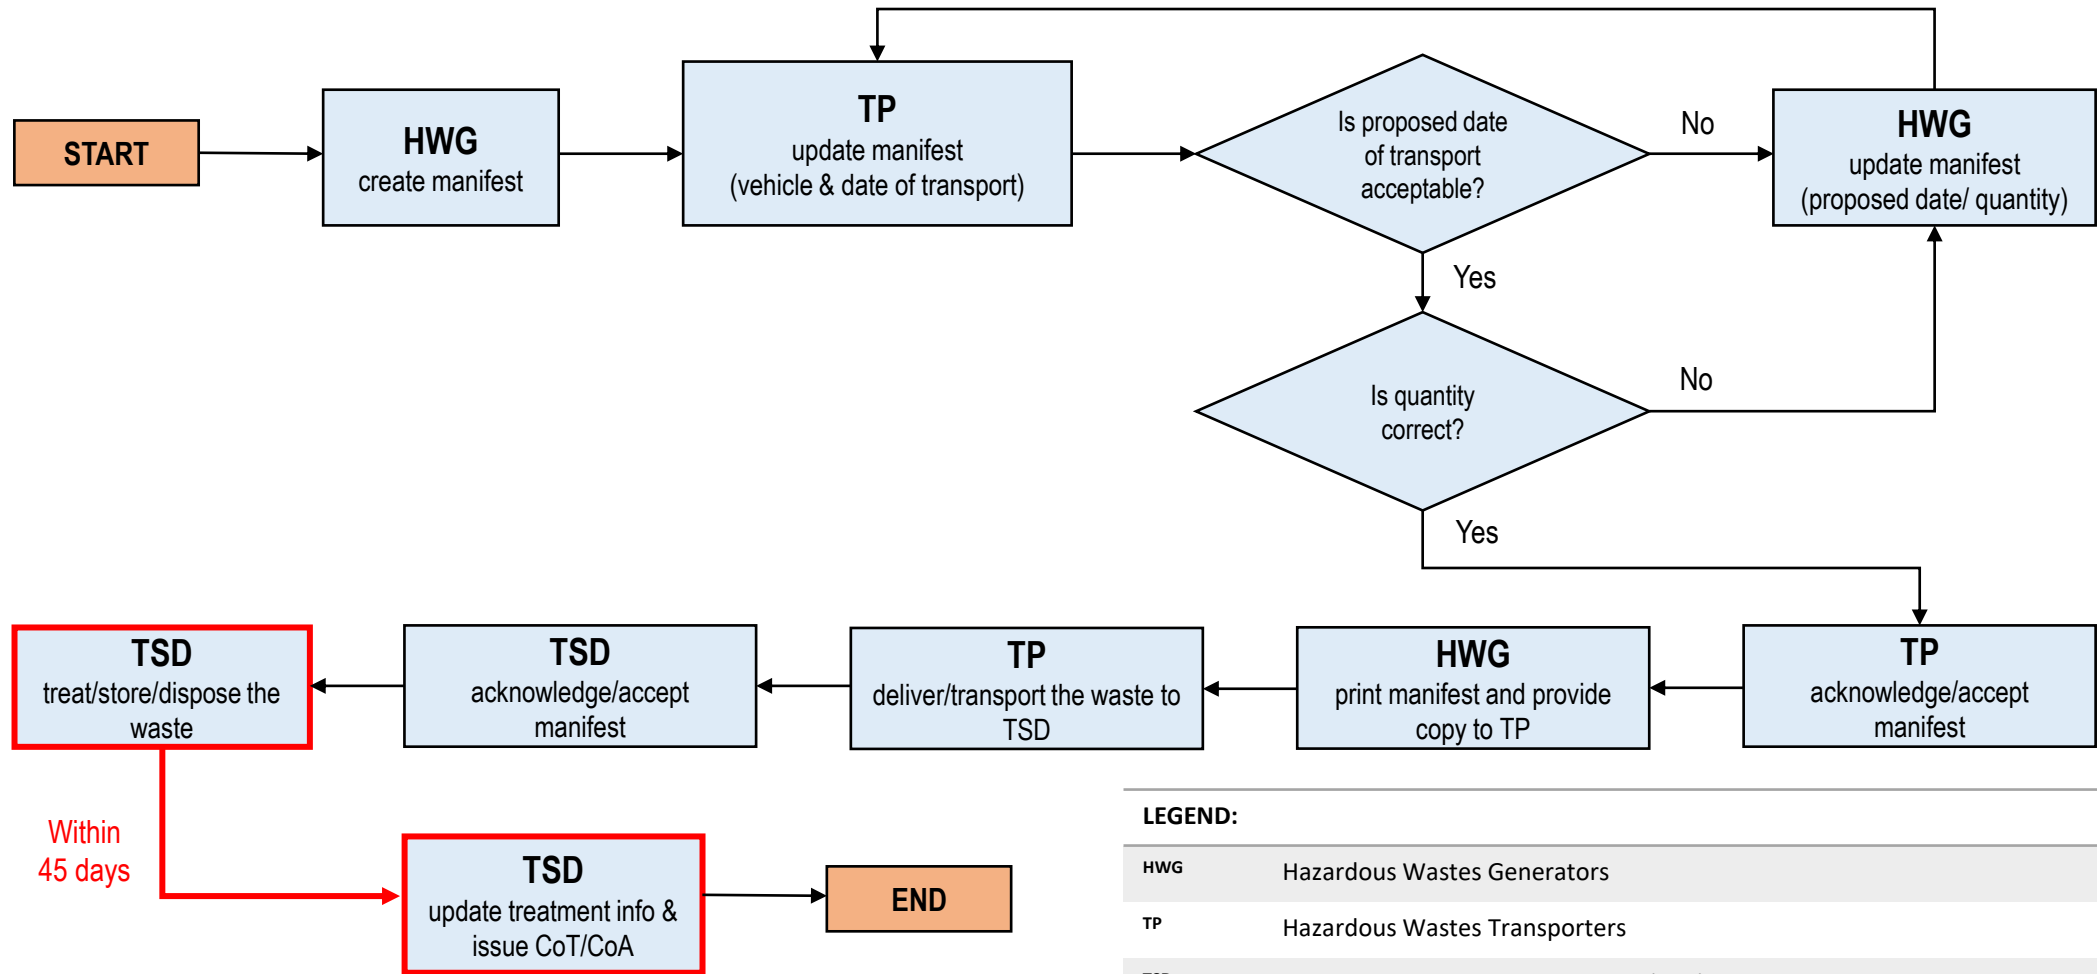 START
HWG
create manifest
TP
update manifest
(vehicle & date of transport)
Is proposed date
of transport
acceptable?
No
HWG
update manifest
(proposed date/ quantity)
Yes
Is quantity
correct?
No
Yes
TP
acknowledge/accept
manifest
HWG
print manifest and provide
copy to TP
TP
deliver/transport the waste to
TSD
TSD
acknowledge/accept
manifest
TSD
treat/store/dispose the
waste
Within
45 days
TSD
update treatment info &
issue CoT/CoA
END
LEGEND:
HWG Hazardous Wastes Generators
TP Hazardous Wastes Transporters